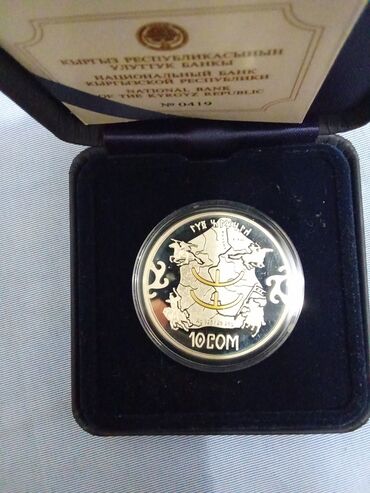 КЫРГЫЗ РЕСПУБЛИКАСЫНЫН
УЛУТТУК БАНКЫ
НАЦИОНАЛЬНЫЙ БАНК
КЫРГЫЗСКОЙ РЕСПУБЛИКИ
NATIONAL BANK
OF THE KYRGYZ REPUBLIC
№ 0419
10 СОМ